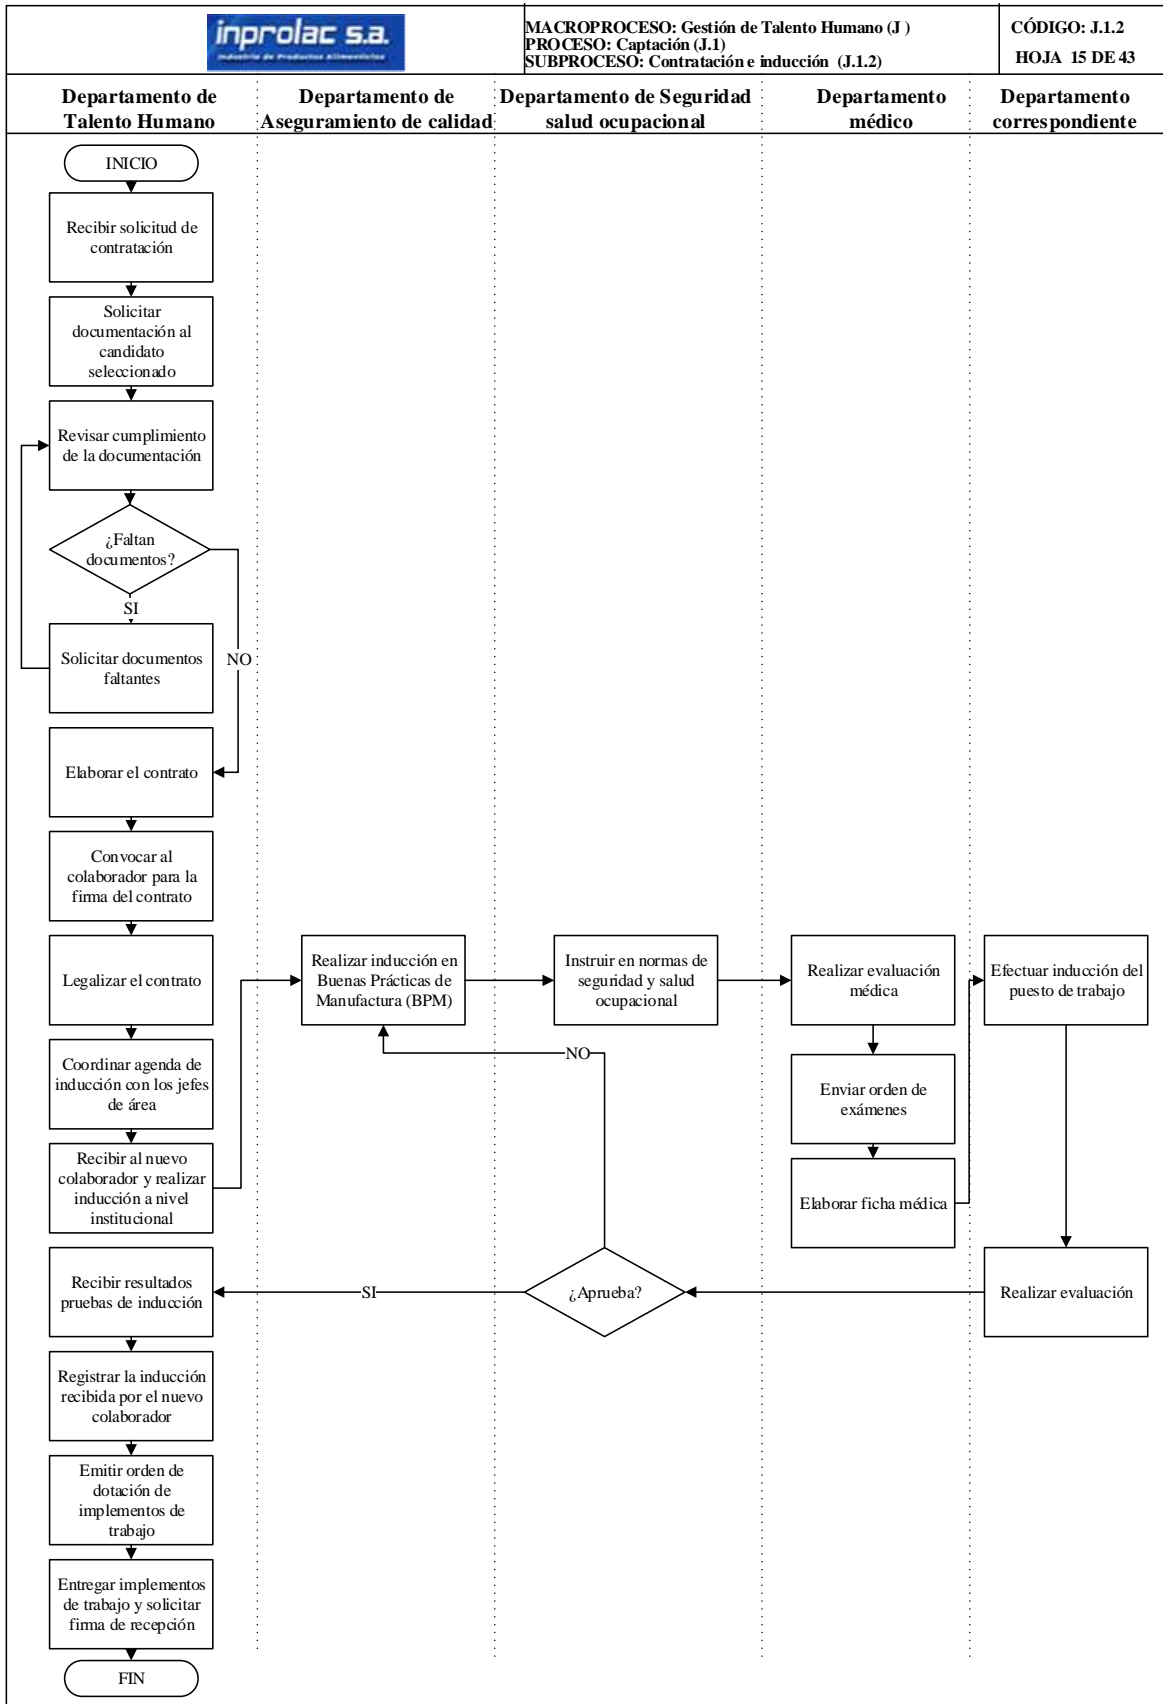 inprolac s.a.
Industria de Productos Alimenticios
MACROPROCESO: Gestión de Talento Humano (J )
PROCESO: Captación (J.1)
SUBPROCESO: Contratación e inducción (J.1.2)
CÓDIGO: J.1.2
HOJA 15 DE 43
Departamento de
Talento Humano
Departamento de
Aseguramiento de calidad
Departamento de Seguridad
salud ocupacional
Departamento
médico
Departamento
correspondiente
INICIO
Recibir solicitud de
contratación
Solicitar
documentación al
candidato
seleccionado
Revisar cumplimiento
de la documentación
¿Faltan
documentos?
SI
Solicitar documentos
faltantes
NO
Elaborar el contrato
Convocar al
colaborador para la
firma del contrato
Legalizar el contrato
Coordinar agenda de
inducción con los jefes
de área
Recibir al nuevo
colaborador y realizar
inducción a nivel
institucional
Realizar inducción en
Buenas Prácticas de
Manufactura (BPM)
Instruir en normas de
seguridad y salud
ocupacional
Realizar evaluación
médica
Enviar orden de
exámenes
Elaborar ficha médica
Efectuar inducción del
puesto de trabajo
Realizar evaluación
¿Aprueba?
NO
SI
Recibir resultados
pruebas de inducción
Registrar la inducción
recibida por el nuevo
colaborador
Emitir orden de
dotación de
implementos de
trabajo
Entregar implementos
de trabajo y solicitar
firma de recepción
FIN